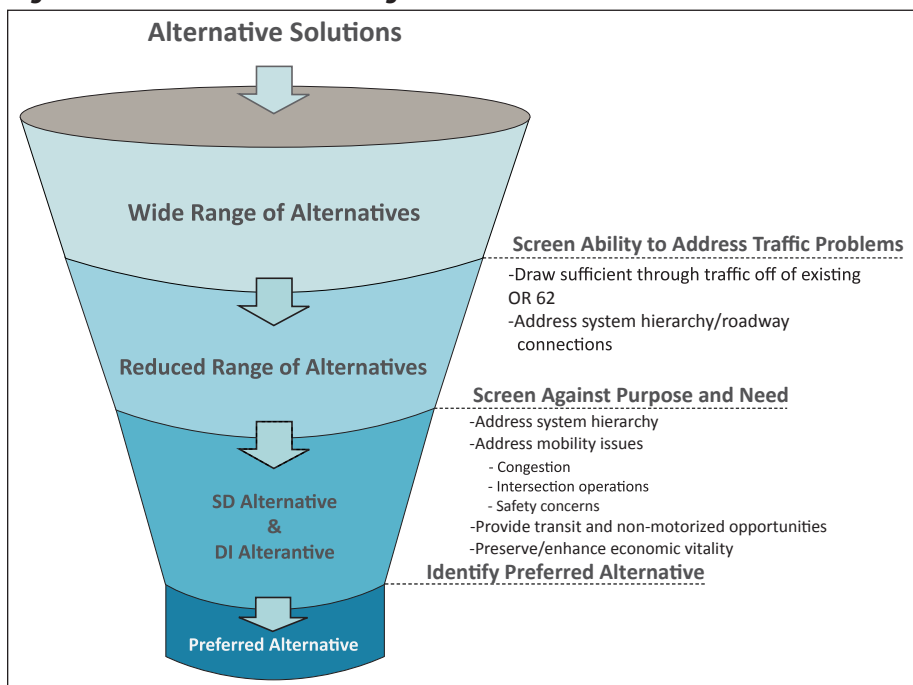 Alternative Solutions
Wide Range of Alternatives
Screen Ability to Address Traffic Problems
-Draw sufficient through traffic off of existing
OR 62
-Address system hierarchy/roadway
connections
Reduced Range of Alternatives
Screen Against Purpose and Need
-Address system hierarchy
-Address mobility issues
- Congestion
- Intersection operations
- Safety concerns
-Provide transit and non-motorized opportunities
-Preserve/enhance economic vitality
SD Alternative
&
DI Alterantive
Identify Preferred Alternative
Preferred Alternative